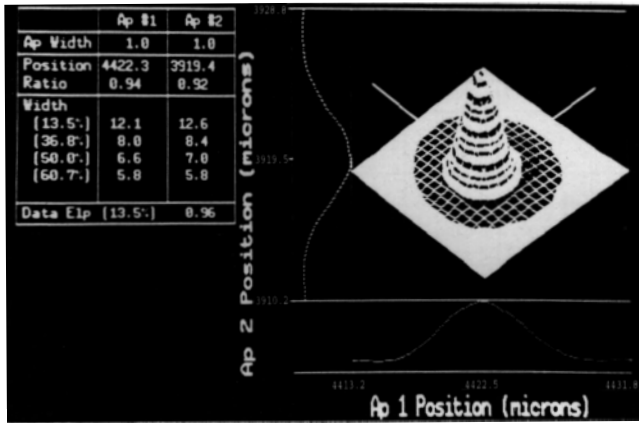 Ap #1 Ap #2
Ap Width 1.0 1.0
Position 4422.3 3919.4
Ratio 0.94 0.92
Width
(13.5%) 12.1 12.6
(36.8%) 8.0 8.4
(50.0%) 6.6 7.0
(60.7%) 5.8 5.8
Data Elp (13.5%) 0.96
Ap 2 Position (microns)
3928.8
3919.5
3910.2
4413.2 4422.5 4431.8
Ap 1 Position (microns)